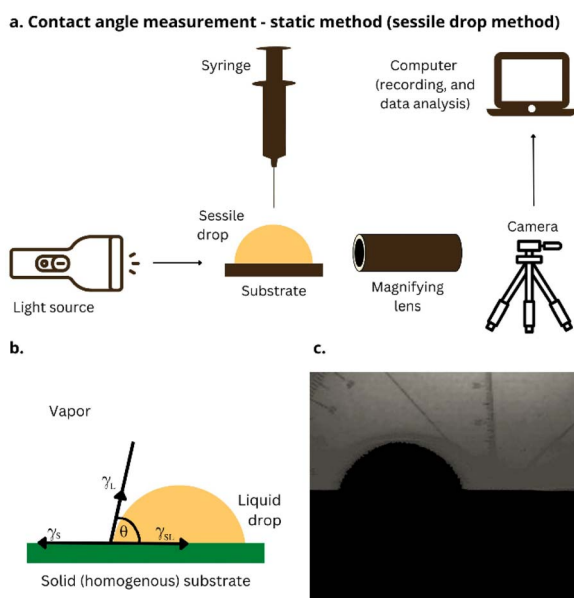 a. Contact angle measurement - static method (sessile drop method)
Syringe
Computer
(recording, and
data analysis)
Sessile
drop
Camera
Light source
Substrate
Magnifying
lens
b.
c.
Vapor
γL
Liquid
drop
γS
θ
γSL
Solid (homogenous) substrate